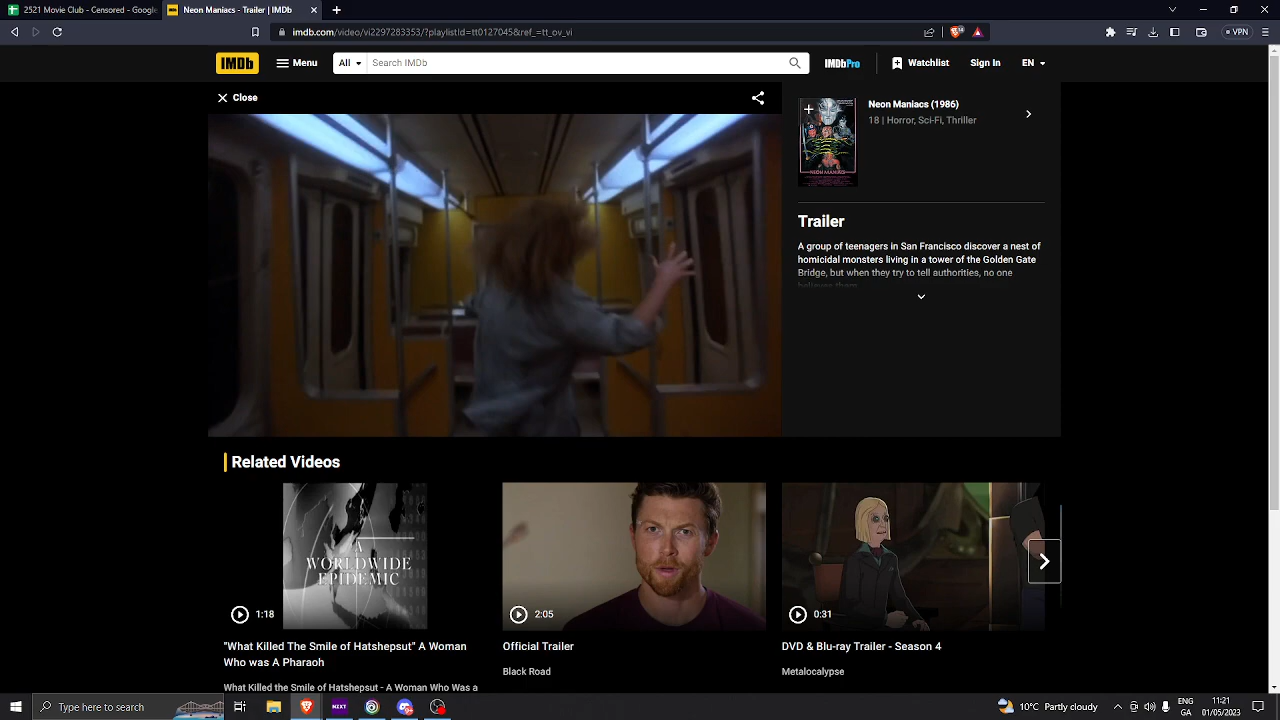 2521 Movie Club - Censored - Google
Neon Maniacs - Trailer | IMDb
imdb.com/video/vi2297283353/?playlistId=tt0127045&ref_=tt_ov_vi
VPN
IMDb
Menu
All
Search IMDb
IMDbPro
Watchlist
Sign In
EN
Close
Neon Maniacs (1986)
18 | Horror, Sci-Fi, Thriller
NEON MANIACS
Trailer
A group of teenagers in San Francisco discover a nest of
homicidal monsters living in a tower of the Golden Gate
Bridge, but when they try to tell authorities, no one
believes them.
Related Videos
A
WORLDWIDE
EPIDEMIC
1:18
2:05
0:31
"What Killed The Smile of Hatshepsut" A Woman
Who was A Pharaoh
What Killed the Smile of Hatshepsut - A Woman Who Was a
Official Trailer
Black Road
DVD & Blu-ray Trailer - Season 4
Metalocalypse
Type here to search
NEXT
10°C Partly cloudy
ENG
GA
11:21
01/05/2023